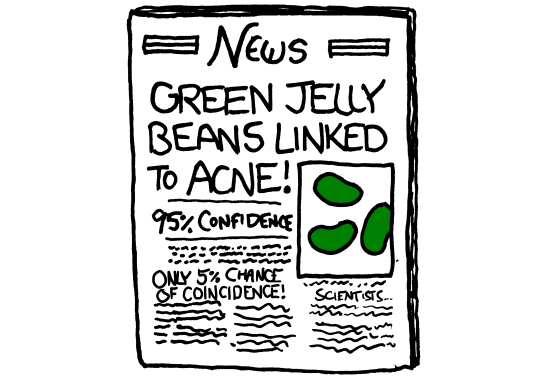 NEWS
GREEN JELLY
BEANS LINKED
TO ACNE!
95% CONFIDENCE
ONLY 5% CHANCE
OF COINCIDENCE!
SCIENTISTS...